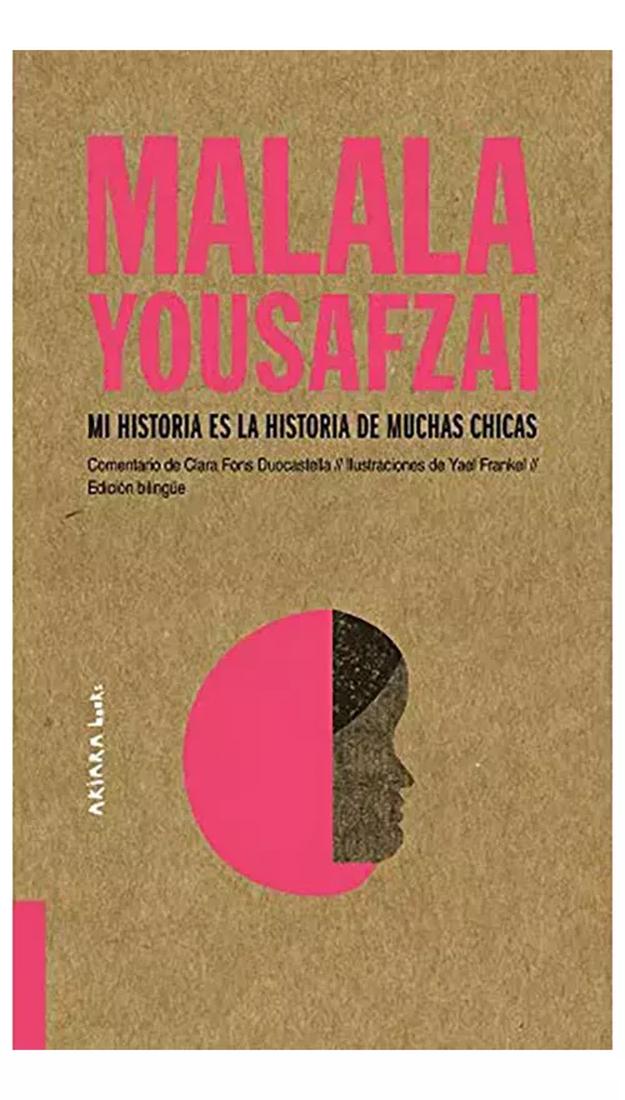 MALALA
YOUSAFZAI
MI HISTORIA ES LA HISTORIA DE MUCHAS CHICAS
Comentario de Clara Fons Duocastella // Ilustraciones de Yael Frankel //
Edición bilingüe
AKIARA books